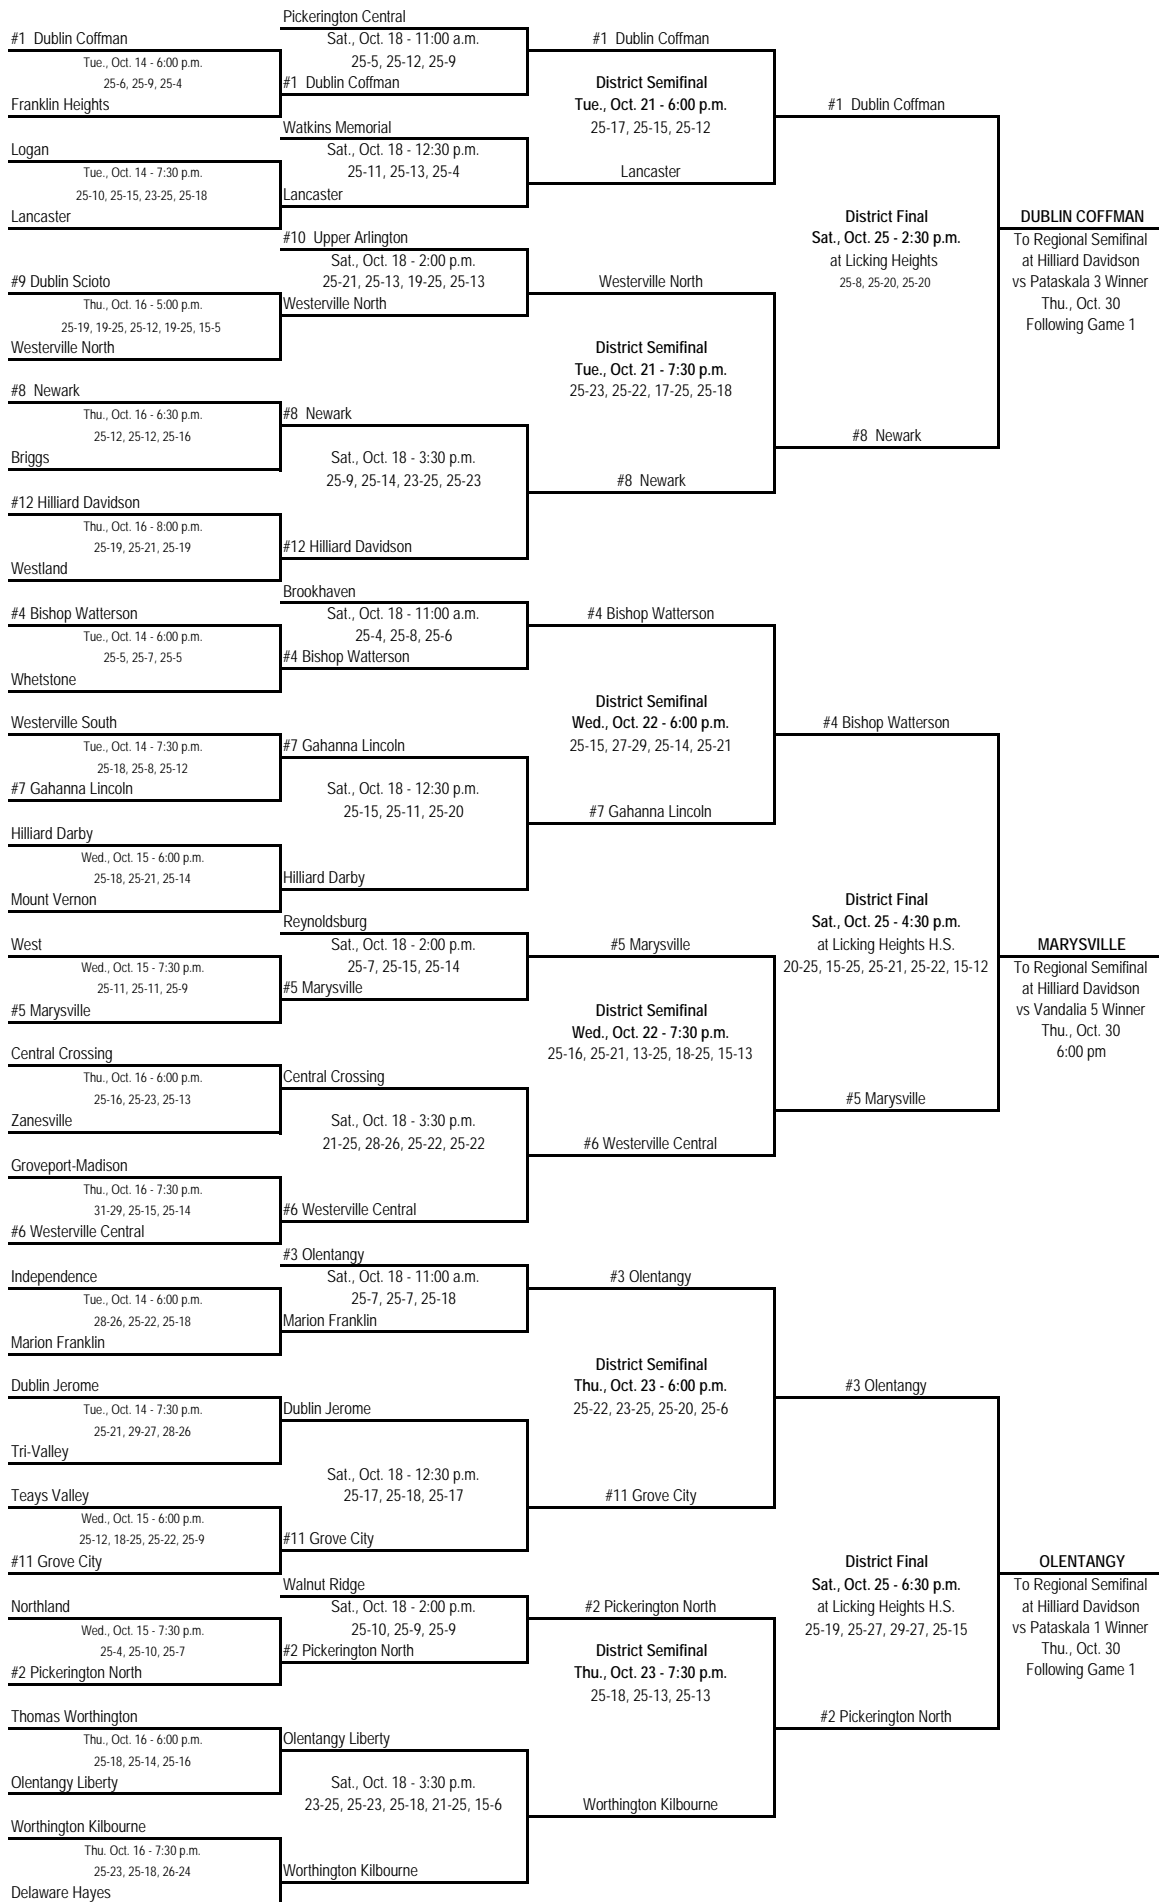 Pickerington Central
#1 Dublin Coffman
Sat., Oct. 18 - 11:00 a.m.
#1 Dublin Coffman
Tue., Oct. 14 - 6:00 p.m.
25-5, 25-12, 25-9
25-6, 25-9, 25-4
#1 Dublin Coffman
District Semifinal
Franklin Heights
Tue., Oct. 21 - 6:00 p.m.
#1 Dublin Coffman
Watkins Memorial
25-17, 25-15, 25-12
Logan
Sat., Oct. 18 - 12:30 p.m.
Tue., Oct. 14 - 7:30 p.m.
25-11, 25-13, 25-4
Lancaster
25-10, 25-15, 23-25, 25-18
Lancaster
Lancaster
District Final
DUBLIN COFFMAN
#10 Upper Arlington
Sat., Oct. 25 - 2:30 p.m.
To Regional Semifinal
Sat., Oct. 18 - 2:00 p.m.
at Licking Heights
at Hilliard Davidson
#9 Dublin Scioto
25-21, 25-13, 19-25, 25-13
Westerville North
25-8, 25-20, 25-20
vs Pataskala 3 Winner
Thu., Oct. 16 - 5:00 p.m.
Westerville North
Thu., Oct. 30
25-19, 19-25, 25-12, 19-25, 15-5
Following Game 1
Westerville North
District Semifinal
Tue., Oct. 21 - 7:30 p.m.
#8 Newark
25-23, 25-22, 17-25, 25-18
Thu., Oct. 16 - 6:30 p.m.
#8 Newark
25-12, 25-12, 25-16
#8 Newark
Briggs
Sat., Oct. 18 - 3:30 p.m.
25-9, 25-14, 23-25, 25-23
#8 Newark
#12 Hilliard Davidson
Thu., Oct. 16 - 8:00 p.m.
25-19, 25-21, 25-19
#12 Hilliard Davidson
Westland
Brookhaven
#4 Bishop Watterson
Sat., Oct. 18 - 11:00 a.m.
#4 Bishop Watterson
Tue., Oct. 14 - 6:00 p.m.
25-4, 25-8, 25-6
25-5, 25-7, 25-5
#4 Bishop Watterson
Whetstone
District Semifinal
Westerville South
Wed., Oct. 22 - 6:00 p.m.
#4 Bishop Watterson
Tue., Oct. 14 - 7:30 p.m.
#7 Gahanna Lincoln
25-15, 27-29, 25-14, 25-21
25-18, 25-8, 25-12
#7 Gahanna Lincoln
Sat., Oct. 18 - 12:30 p.m.
25-15, 25-11, 25-20
#7 Gahanna Lincoln
Hilliard Darby
Wed., Oct. 15 - 6:00 p.m.
25-18, 25-21, 25-14
Hilliard Darby
Mount Vernon
District Final
Reynoldsburg
Sat., Oct. 25 - 4:30 p.m.
West
Sat., Oct. 18 - 2:00 p.m.
#5 Marysville
at Licking Heights H.S.
MARYSVILLE
Wed., Oct. 15 - 7:30 p.m.
25-7, 25-15, 25-14
20-25, 15-25, 25-21, 25-22, 15-12
To Regional Semifinal
25-11, 25-11, 25-9
#5 Marysville
at Hilliard Davidson
#5 Marysville
District Semifinal
vs Vandalia 5 Winner
Wed., Oct. 22 - 7:30 p.m.
Thu., Oct. 30
Central Crossing
25-16, 25-21, 13-25, 18-25, 15-13
6:00 pm
Thu., Oct. 16 - 6:00 p.m.
Central Crossing
25-16, 25-23, 25-13
#5 Marysville
Zanesville
Sat., Oct. 18 - 3:30 p.m.
21-25, 28-26, 25-22, 25-22
#6 Westerville Central
Groveport-Madison
Thu., Oct. 16 - 7:30 p.m.
31-29, 25-15, 25-14
#6 Westerville Central
#6 Westerville Central
#3 Olentangy
Independence
Sat., Oct. 18 - 11:00 a.m.
#3 Olentangy
Tue., Oct. 14 - 6:00 p.m.
25-7, 25-7, 25-18
28-26, 25-22, 25-18
Marion Franklin
Marion Franklin
District Semifinal
Dublin Jerome
Thu., Oct. 23 - 6:00 p.m.
#3 Olentangy
Tue., Oct. 14 - 7:30 p.m.
Dublin Jerome
25-22, 23-25, 25-20, 25-6
25-21, 29-27, 28-26
Tri-Valley
Sat., Oct. 18 - 12:30 p.m.
Teays Valley
25-17, 25-18, 25-17
#11 Grove City
Wed., Oct. 15 - 6:00 p.m.
25-12, 18-25, 25-22, 25-9
#11 Grove City
#11 Grove City
District Final
OLENTANGY
Walnut Ridge
Sat., Oct. 25 - 6:30 p.m.
To Regional Semifinal
Northland
Sat., Oct. 18 - 2:00 p.m.
#2 Pickerington North
at Licking Heights H.S.
at Hilliard Davidson
Wed., Oct. 15 - 7:30 p.m.
25-10, 25-9, 25-9
25-19, 25-27, 29-27, 25-15
vs Pataskala 1 Winner
25-4, 25-10, 25-7
#2 Pickerington North
District Semifinal
Thu., Oct. 30
#2 Pickerington North
Thu., Oct. 23 - 7:30 p.m.
Following Game 1
25-18, 25-13, 25-13
Thomas Worthington
#2 Pickerington North
Thu., Oct. 16 - 6:00 p.m.
Olentangy Liberty
25-18, 25-14, 25-16
Olentangy Liberty
Sat., Oct. 18 - 3:30 p.m.
23-25, 25-23, 25-18, 21-25, 15-6
Worthington Kilbourne
Worthington Kilbourne
Thu. Oct. 16 - 7:30 p.m.
25-23, 25-18, 26-24
Worthington Kilbourne
Delaware Hayes